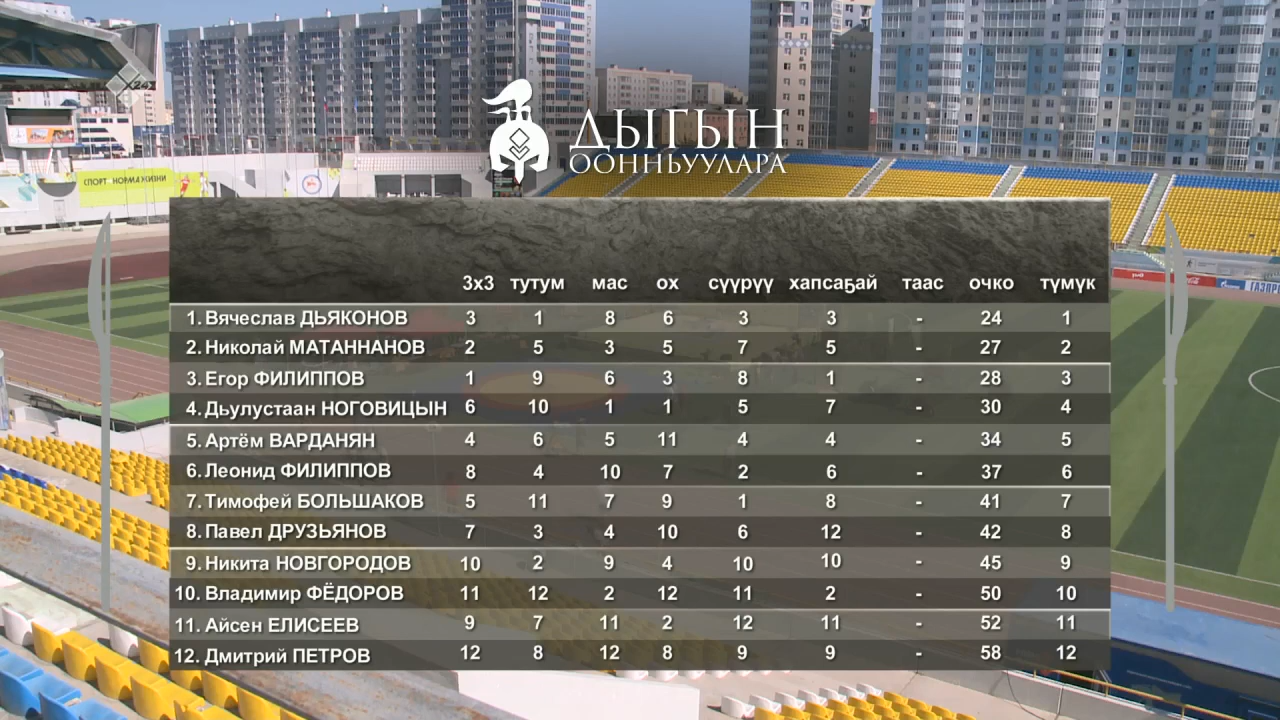 ДЫГЫН
ООННЬУУЛАРА
СПОРТ НОРМА ЖИЗНИ
3х3 тутум мас ох сүүрүү хапсаҕай таас очко түмүк
1. Вячеслав ДЬЯКОНОВ 3 1 8 6 3 3 - 24 1
2. Николай МАТАННАНОВ 2 5 3 5 7 5 - 27 2
3. Егор ФИЛИППОВ 1 9 6 3 8 1 - 28 3
4. Дьулустаан НОГОВИЦЫН 6 10 1 1 5 7 - 30 4
5. Артём ВАРДАНЯН 4 6 5 11 4 4 - 34 5
6. Леонид ФИЛИППОВ 8 4 10 7 2 6 - 37 6
7. Тимофей БОЛЬШАКОВ 5 11 7 9 1 8 - 41 7
8. Павел ДРУЗЬЯНОВ 7 3 4 10 6 12 - 42 8
9. Никита НОВГОРОДОВ 10 2 9 4 10 10 - 45 9
10. Владимир ФЁДОРОВ 11 12 2 12 11 2 - 50 10
11. Айсен ЕЛИСЕЕВ 9 7 11 2 12 11 - 52 11
12. Дмитрий ПЕТРОВ 12 8 12 8 9 9 - 58 12